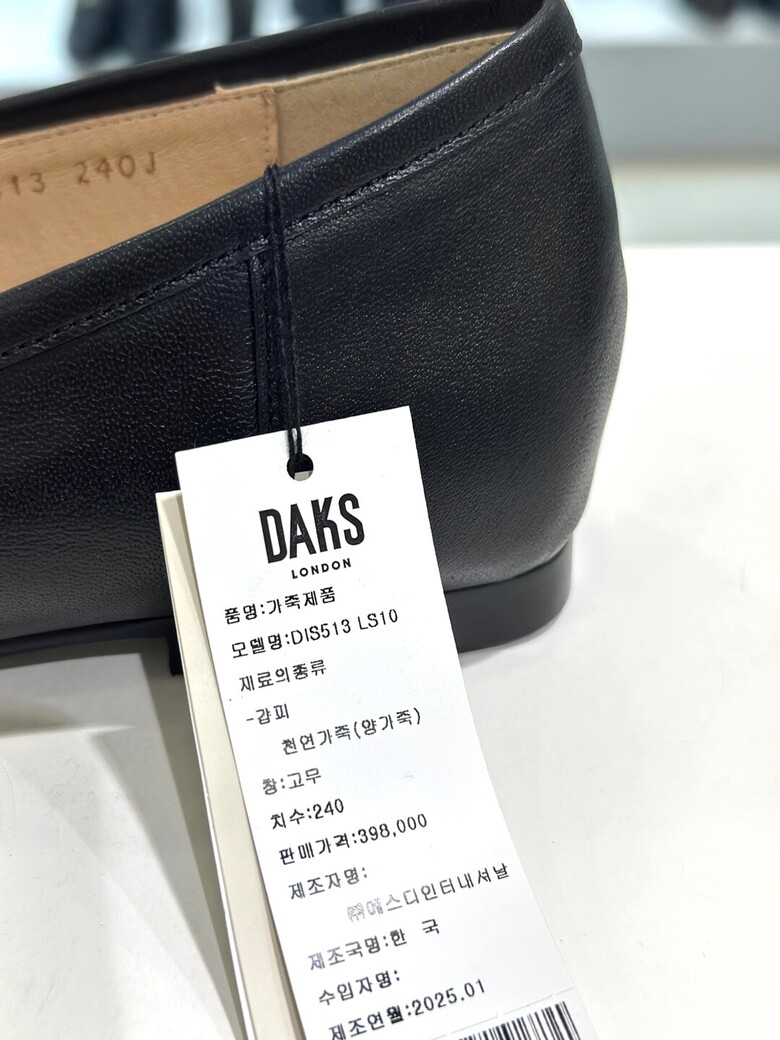 513 240J
DAKS
LONDON
품명:가죽제품
모델명:DIS513 LS10
재료의종류
-갑피
천연가죽(양가죽)
창:고무
치수:240
판매가격:398,000
제조자명:
㈜에스디인터내셔날
제조국명:한 국
수입자명:
제조연월:2025.01